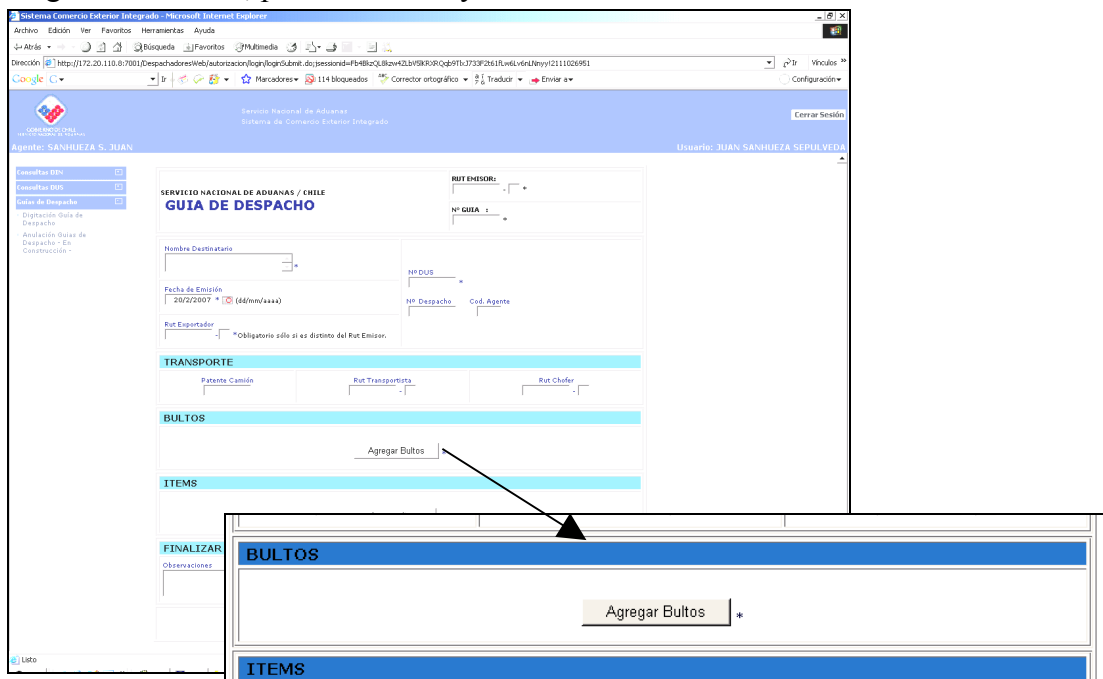 Sistema Comercio Exterior Integrado - Microsoft Internet Explorer
Archivo Edición Ver Favoritos Herramientas Ayuda
Atrás Búsqueda Favoritos Multimedia
Dirección Ir Vínculos »
Google Ir Marcadores 114 bloqueados Corrector ortográfico Traducir Enviar a Configuración
Servicio Nacional de Aduanas
Sistema de Comercio Exterior Integrado
Cerrar Sesión
GOBIERNO DE CHILE
Agente: SANHUEZA S. JUAN Usuario: JUAN SANHUEZA SEPULVEDA
Consultas DIN
Consultas DUS
Guías de Despacho
Digitación Guía de
Despacho
Anulación Guias de
Despacho - En
Construcción -
SERVICIO NACIONAL DE ADUANAS / CHILE
GUIA DE DESPACHO
RUT EMISOR:
- *
Nº GUIA :
*
Nombre Destinatario
*
Fecha de Emisión
20/2/2007 * (dd/mm/aaaa)
Rut Exportador
- *Obligatorio sólo si es distinto del Rut Emisor.
Nº DUS
*
Nº Despacho Cod. Agente
TRANSPORTE
Patente Camión Rut Transportista Rut Chofer
- -
BULTOS
Agregar Bultos
ITEMS
FINALIZAR
Observaciones
Listo
BULTOS
Agregar Bultos *
ITEMS